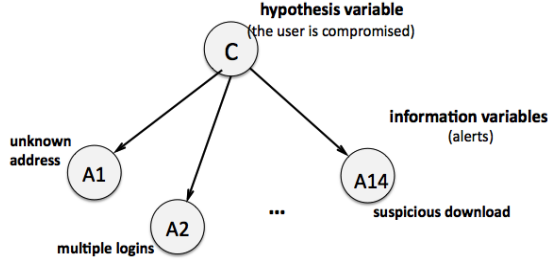 hypothesis variable
(the user is compromised)
C
information variables
(alerts)
unknown
address
A1
A14
A2
...
suspicious download
multiple logins